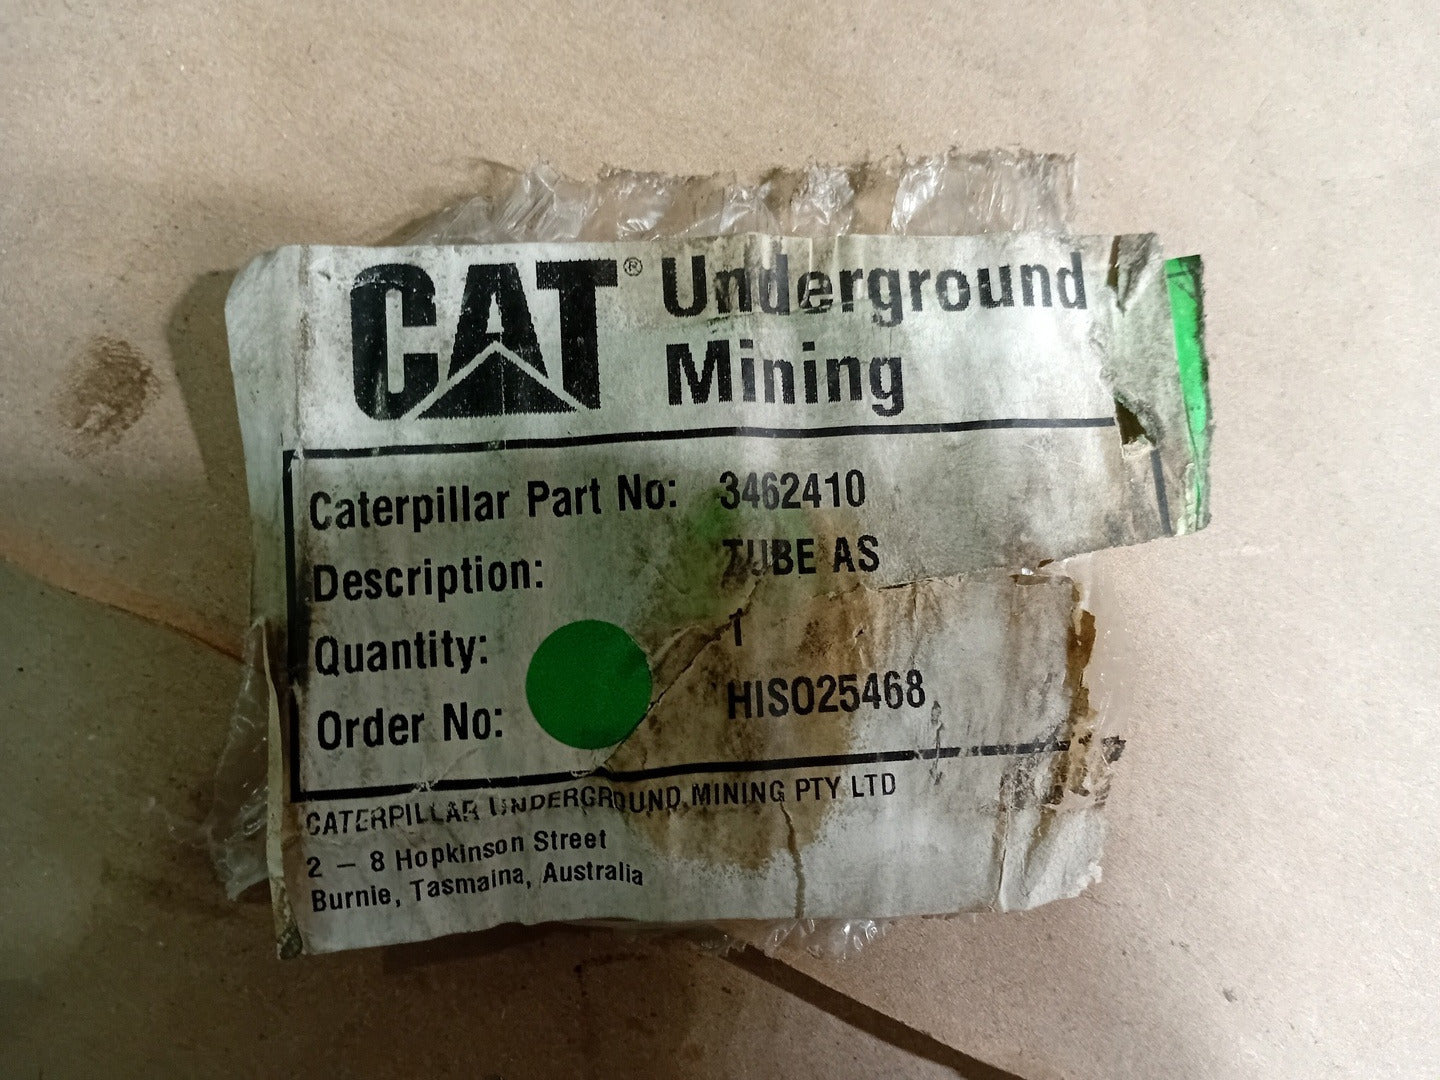 CAT® Underground
Mining
Caterpillar Part No: 3462410
Description: TUBE AS
Quantity: 1
Order No: HISO25468
CATERPILLAR UNDERGROUND MINING PTY LTD
2 – 8 Hopkinson Street
Burnie, Tasmaina, Australia